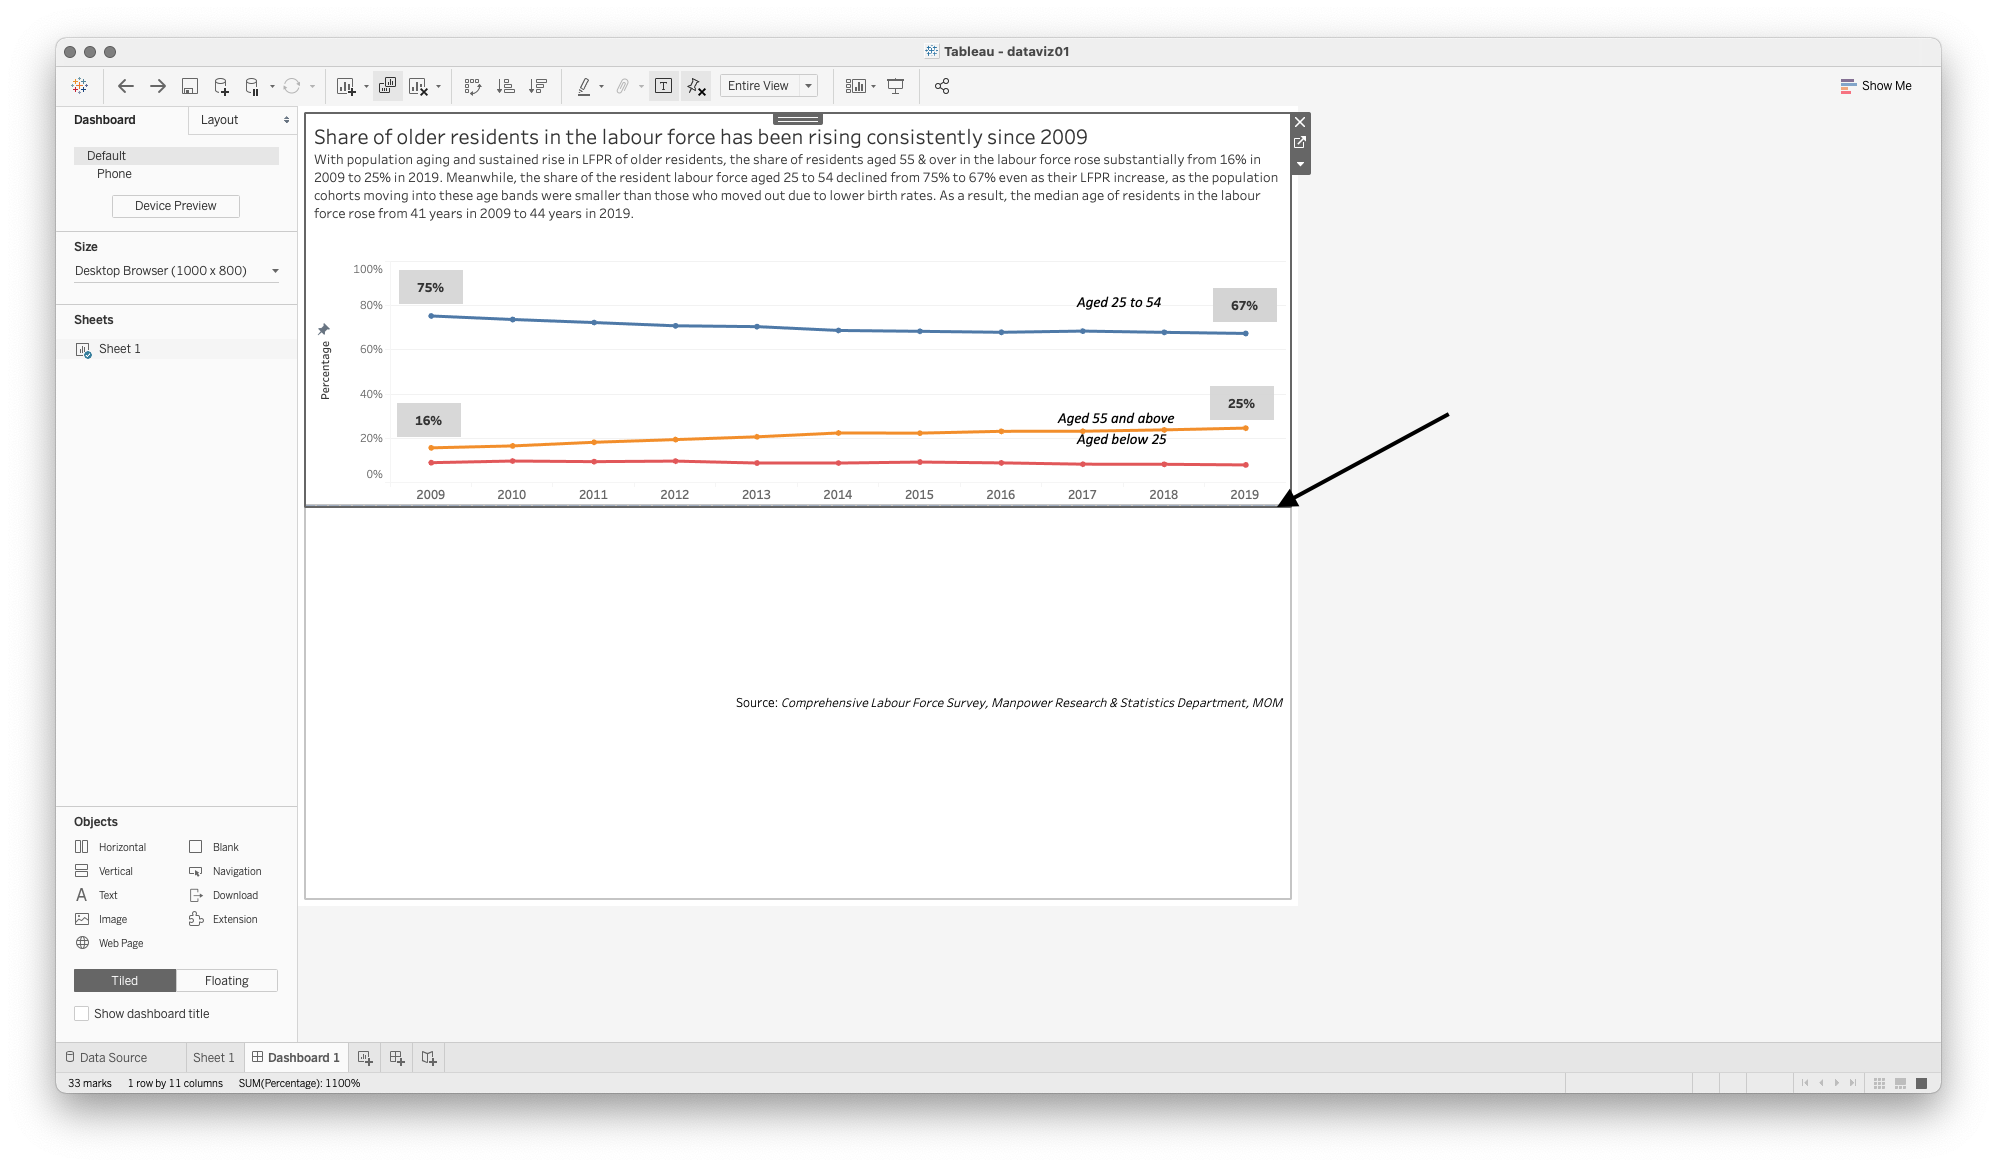 Tableau - dataviz01
Entire View
Show Me
Dashboard
Layout
Default
Phone
Device Preview
Size
Desktop Browser (1000 x 800)
Sheets
Sheet 1
Share of older residents in the labour force has been rising consistently since 2009
With population aging and sustained rise in LFPR of older residents, the share of residents aged 55 & over in the labour force rose substantially from 16% in
2009 to 25% in 2019. Meanwhile, the share of the resident labour force aged 25 to 54 declined from 75% to 67% even as their LFPR increase, as the population
cohorts moving into these age bands were smaller than those who moved out due to lower birth rates. As a result, the median age of residents in the labour
force rose from 41 years in 2009 to 44 years in 2019.
Percentage
100%
80%
60%
40%
20%
0%
75%
Aged 25 to 54
67%
16%
Aged 55 and above
25%
Aged below 25
2009 2010 2011 2012 2013 2014 2015 2016 2017 2018 2019
Source: Comprehensive Labour Force Survey, Manpower Research & Statistics Department, MOM
Objects
Horizontal
Blank
Vertical
Navigation
A Text
Download
Image
Extension
Web Page
Tiled
Floating
Show dashboard title
Data Source
Sheet 1
Dashboard 1
33 marks 1 row by 11 columns SUM(Percentage): 1100%